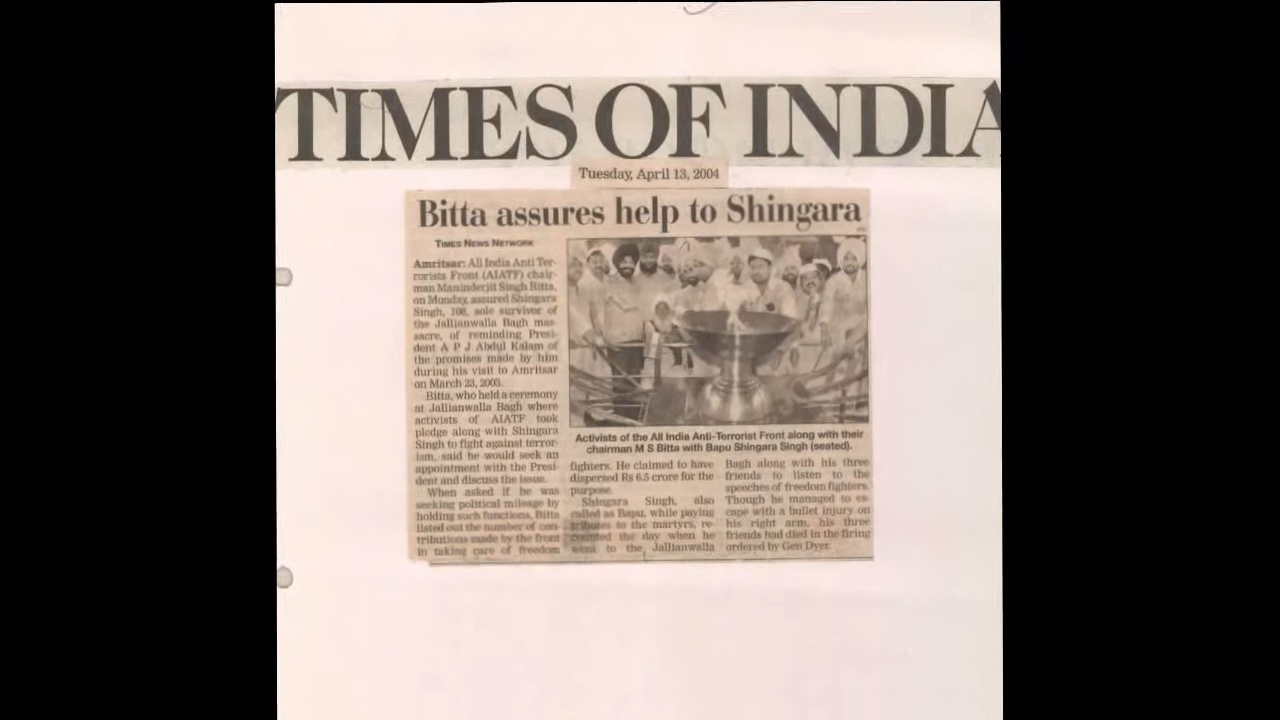 TIMES OF INDIA
Tuesday, April 13, 2004
Bitta assures help to Shingara
TIMES NEWS NETWORK
Amritsar: All India Anti Ter-
rorists Front (AIATF) chair-
man Maninderjit Singh Bitta,
on Monday, assured Shingara
Singh, 108, sole survivor of
the Jallianwalla Bagh mas-
sacre, of reminding Presi-
dent A P J Abdul Kalam of
the promises made by him
during his visit to Amritsar
on March 23, 2003.
Bitta, who held a ceremony
at Jallianwalla Bagh where
activists of AIATF took
pledge along with Shingara
Singh to fight against terror-
ism, said he would seek an
appointment with the Presi-
dent and discuss the issue.
When asked if he was
seeking political mileage by
holding such functions, Bitta
listed out the number of con-
tributions made by the front
in taking care of freedom
Activists of the All India Anti-Terrorist Front along with their
chairman M S Bitta with Bapu Shingara Singh (seated).
fighters. He claimed to have
dispersed Rs 6.5 crore for the
purpose.
Shingara Singh, also
called as Bapu, while paying
tributes to the martyrs, re-
counted the day when he
went to the Jallianwalla
Bagh along with his three
friends to listen to the
speeches of freedom fighters.
Though he managed to es-
cape with a bullet injury on
his right arm, his three
friends had died in the firing
ordered by Gen Dyer.